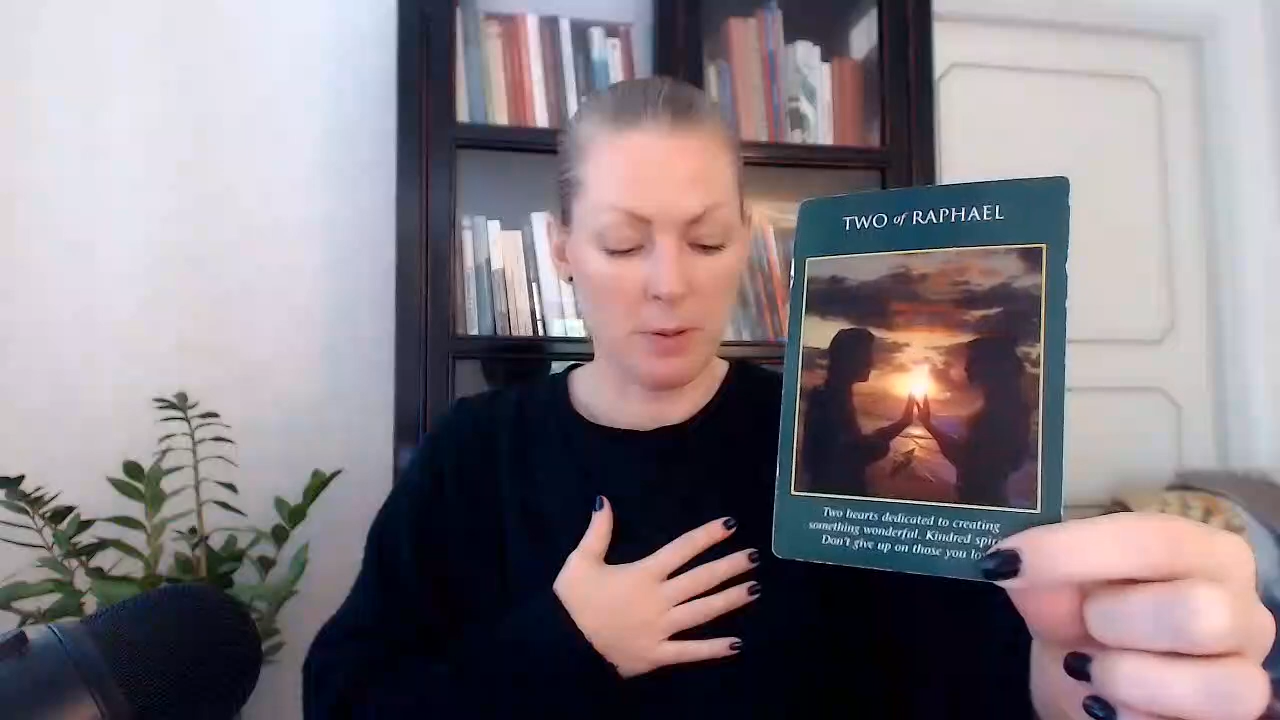 TWO of RAPHAEL
Two hearts dedicated to creating
something wonderful. Kindred
Don't give up on those you